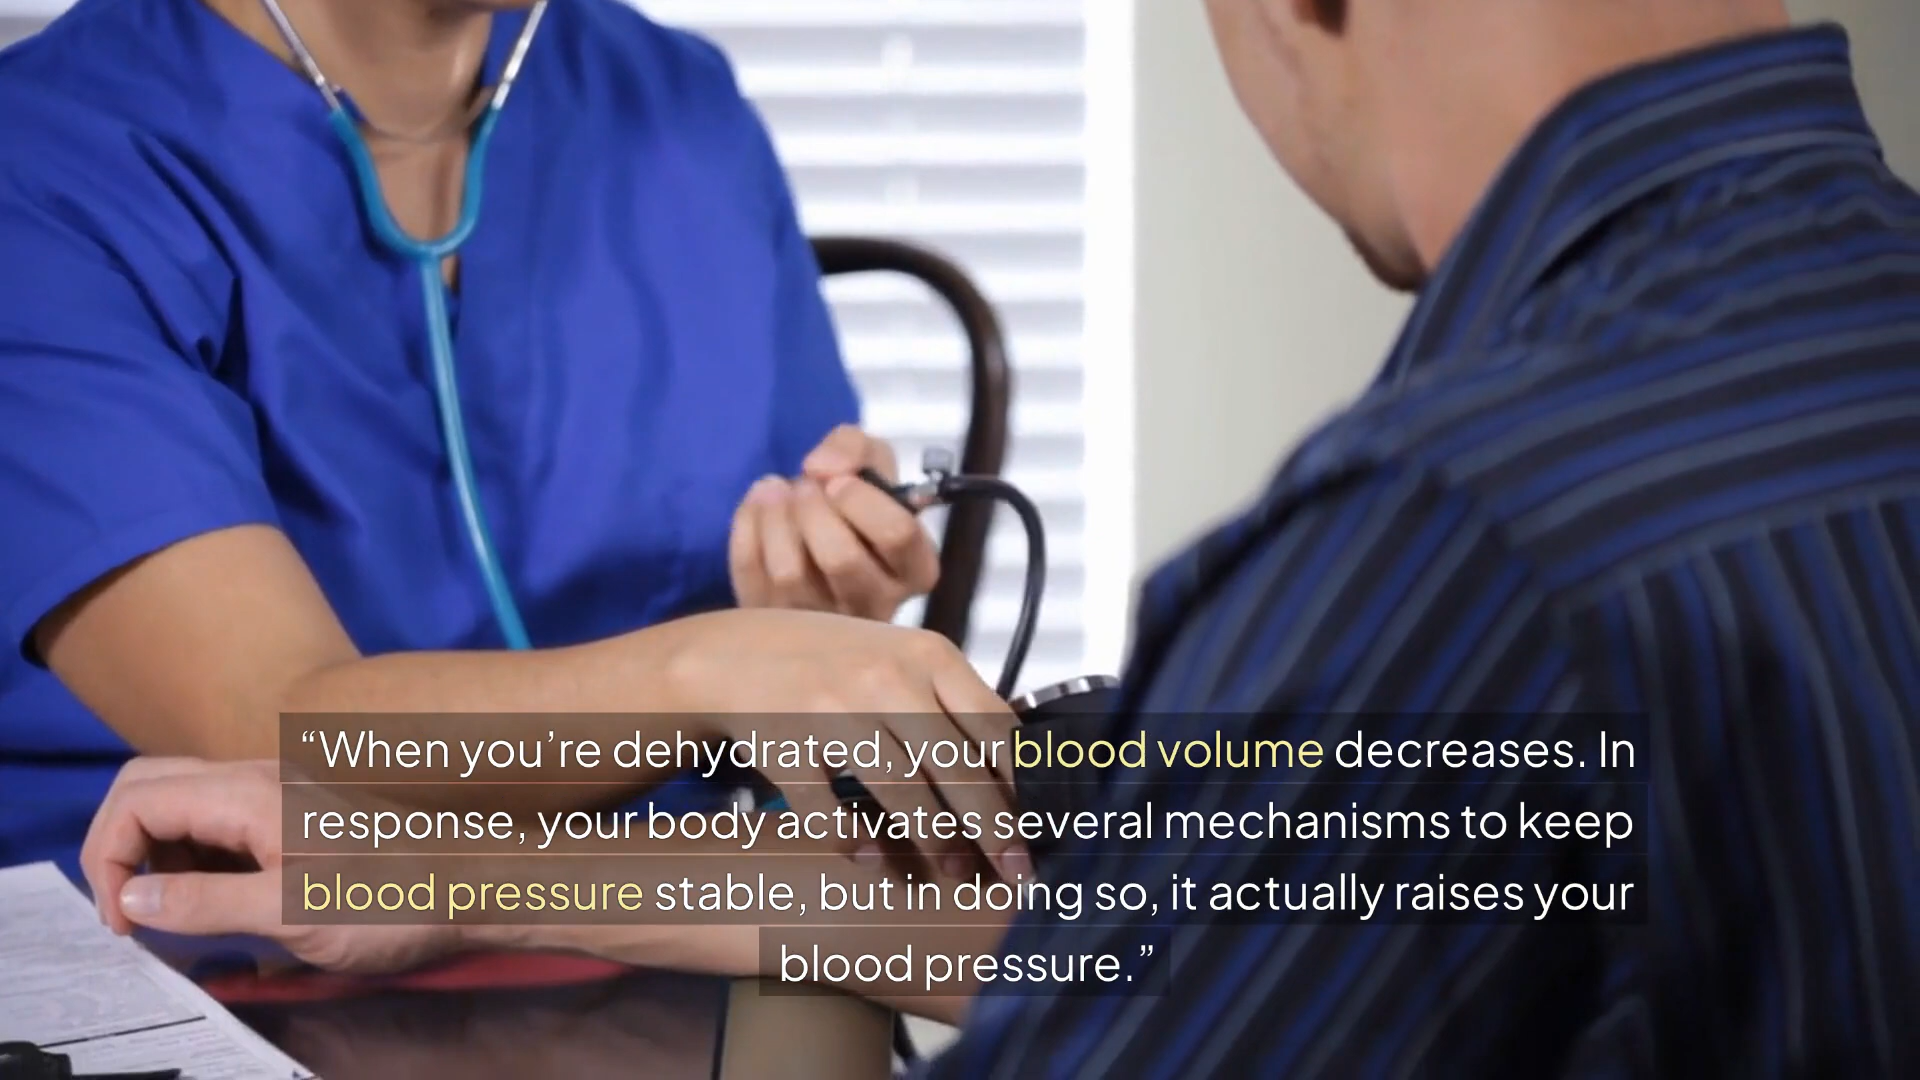 “When you’re dehydrated, your blood volume decreases. In
response, your body activates several mechanisms to keep
blood pressure stable, but in doing so, it actually raises your
blood pressure.”